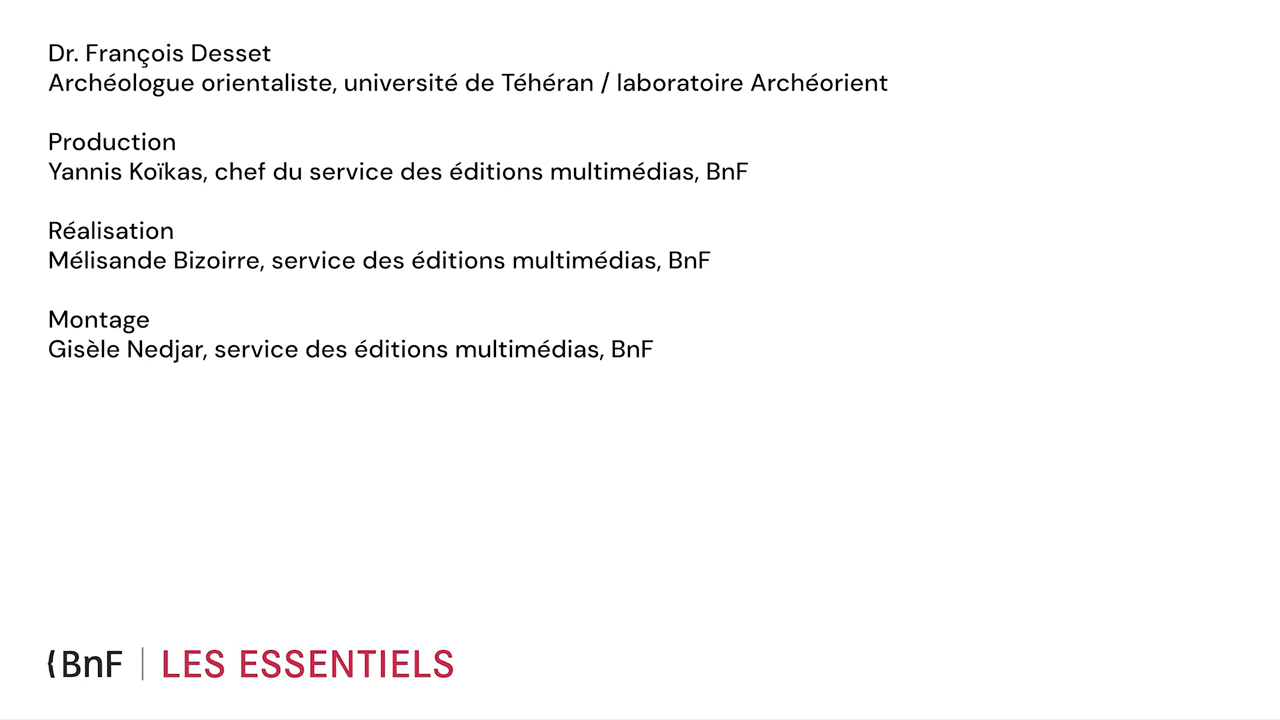 Dr. François Desset
Archéologue orientaliste, université de Téhéran / laboratoire Archéorient
Production
Yannis Koïkas, chef du service des éditions multimédias, BnF
Réalisation
Mélisande Bizoirre, service des éditions multimédias, BnF
Montage
Gisèle Nedjar, service des éditions multimédias, BnF
BnF | LES ESSENTIELS